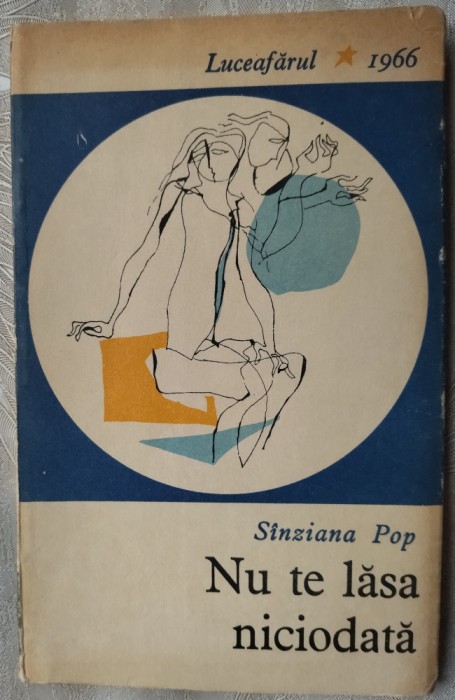 Luceafărul ★ 1966
Sînziana Pop
Nu te lăsa
niciodată